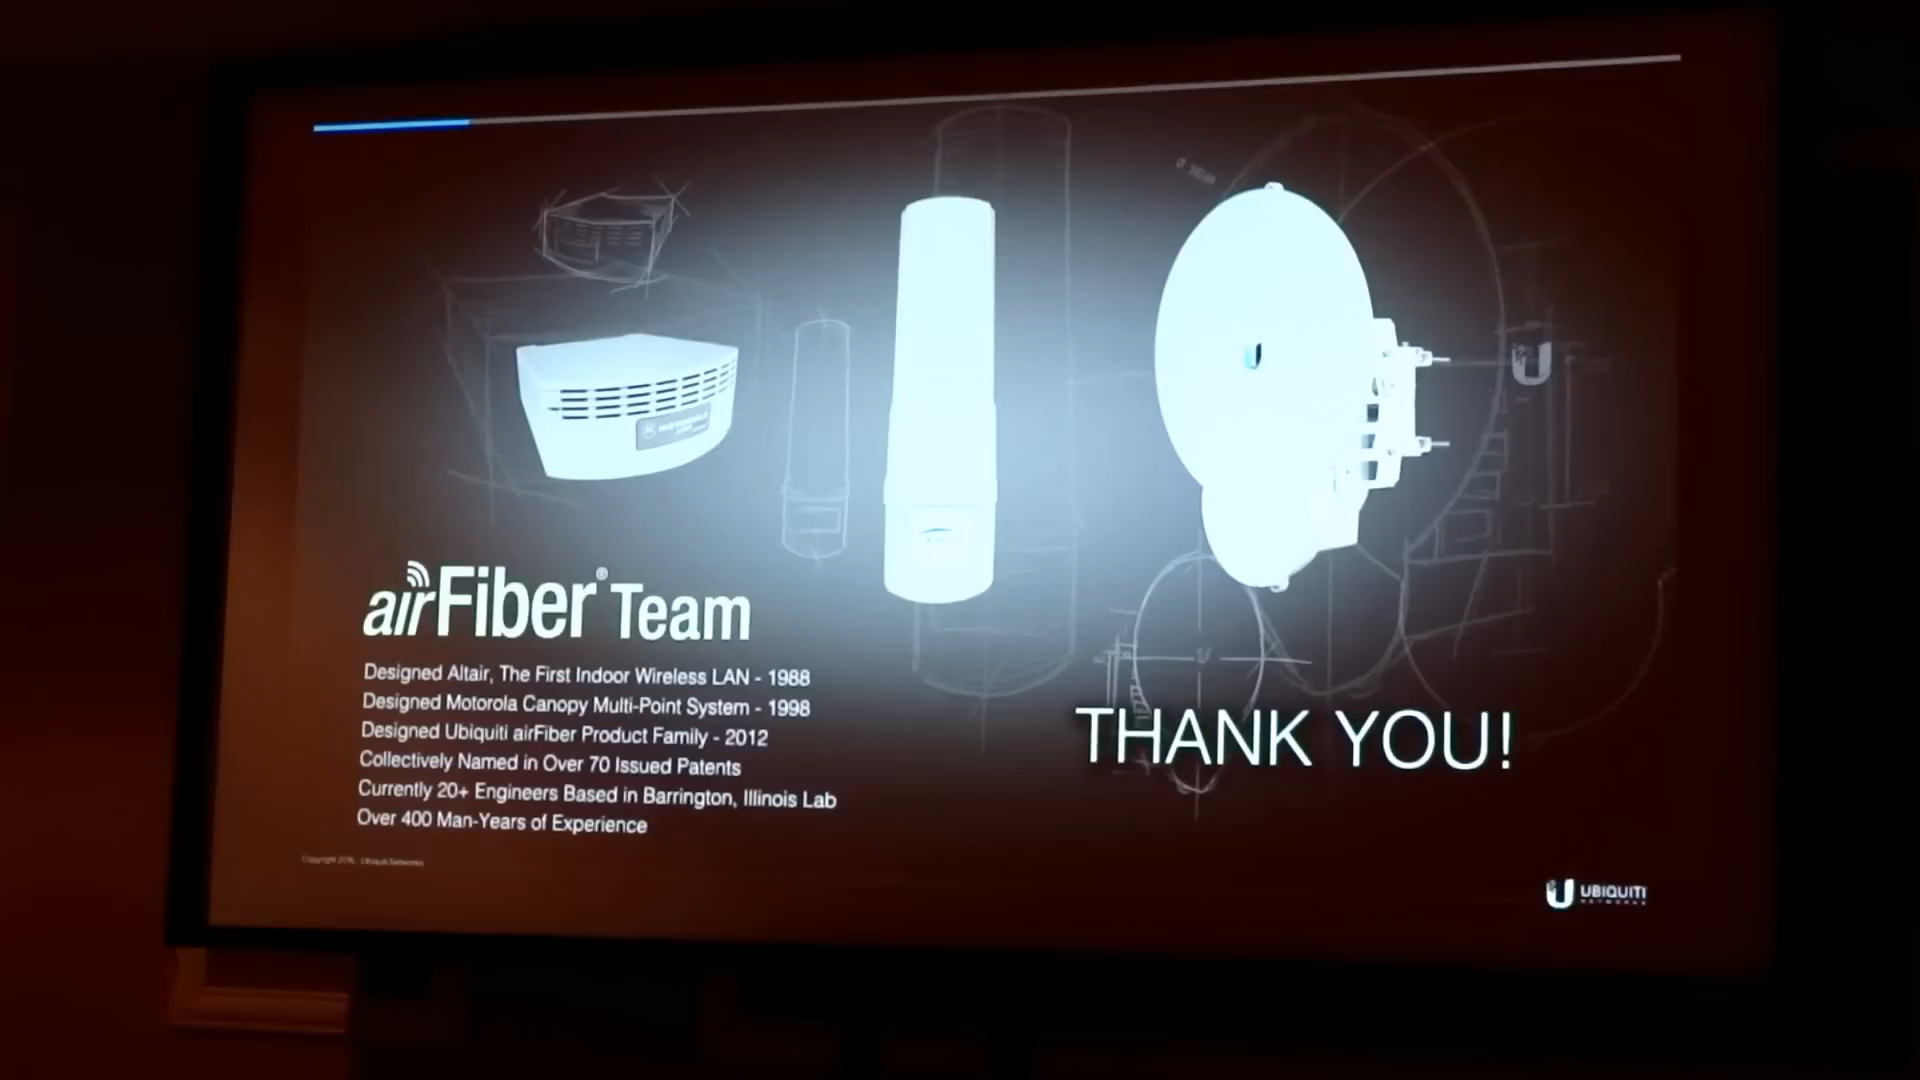 airFiber® Team
Designed Altair, The First Indoor Wireless LAN - 1988
Designed Motorola Canopy Multi-Point System - 1998
Designed Ubiquiti airFiber Product Family - 2012
Collectively Named in Over 70 Issued Patents
Currently 20+ Engineers Based in Barrington, Illinois Lab
Over 400 Man-Years of Experience
THANK YOU!
UBIQUITI
NETWORKS